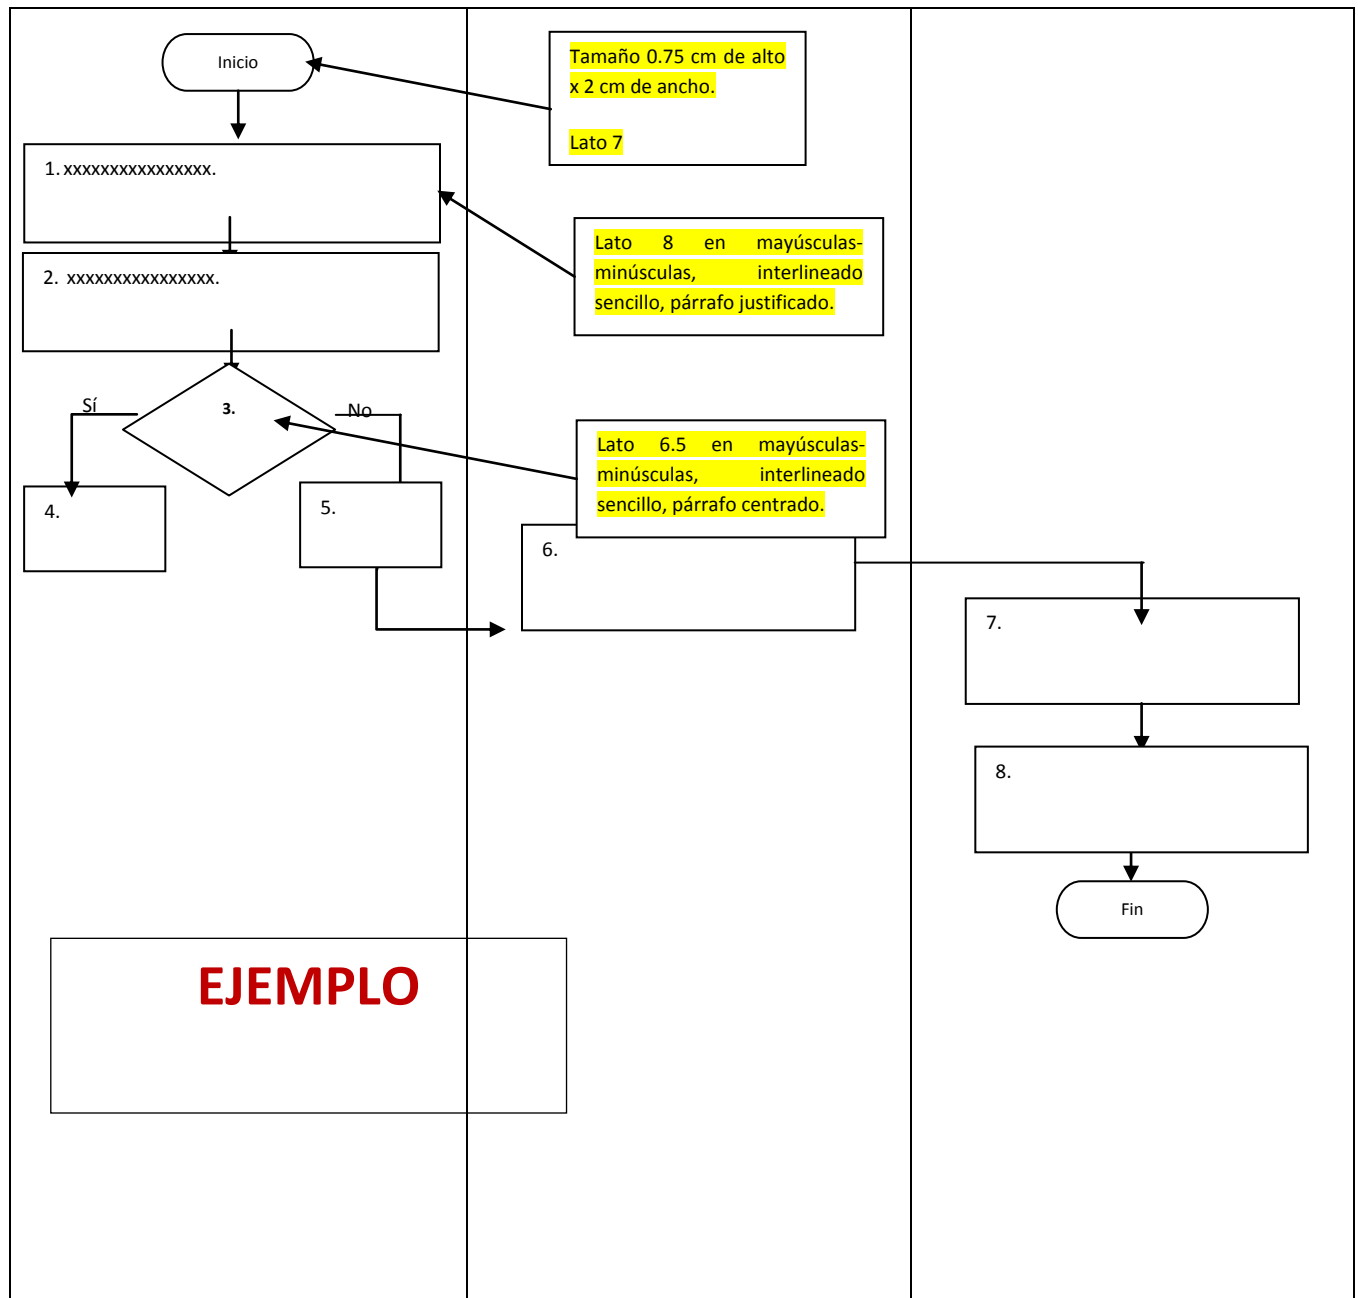 Inicio
Tamaño 0.75 cm de alto
x 2 cm de ancho.
Lato 7
1. xxxxxxxxxxxxxxxx.
Lato 8 en mayúsculas-
minúsculas, interlineado
sencillo, párrafo justificado.
2. xxxxxxxxxxxxxxxx.
Sí
3.
No
Lato 6.5 en mayúsculas-
minúsculas, interlineado
sencillo, párrafo centrado.
4.
5.
6.
7.
8.
Fin
EJEMPLO